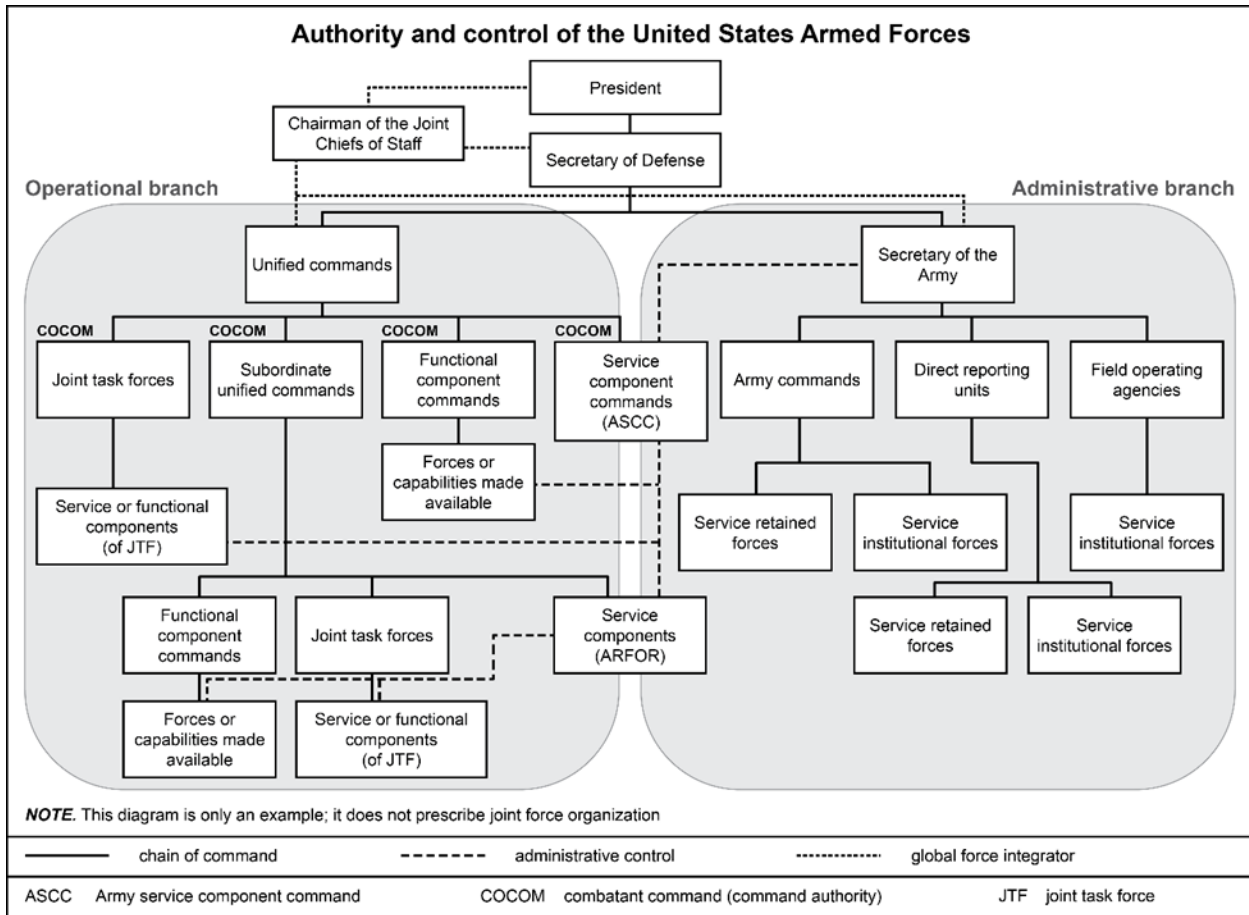 Authority and control of the United States Armed Forces
President
Chairman of the Joint
Chiefs of Staff
Secretary of Defense
Operational branch
Administrative branch
Unified commands
Secretary of the
Army
COCOM
COCOM
COCOM
COCOM
Joint task forces
Subordinate
unified commands
Functional
component
commands
Service
component
commands
(ASCC)
Army commands
Direct reporting
units
Field operating
agencies
Forces or
capabilities made
available
Service or functional
components
(of JTF)
Service retained
forces
Service
institutional forces
Service
institutional forces
Functional
component
commands
Joint task forces
Service
components
(ARFOR)
Service retained
forces
Service
institutional forces
Forces or
capabilities made
available
Service or functional
components
(of JTF)
NOTE. This diagram is only an example; it does not prescribe joint force organization
chain of command
administrative control
global force integrator
ASCC Army service component command
COCOM combatant command (command authority)
JTF joint task force